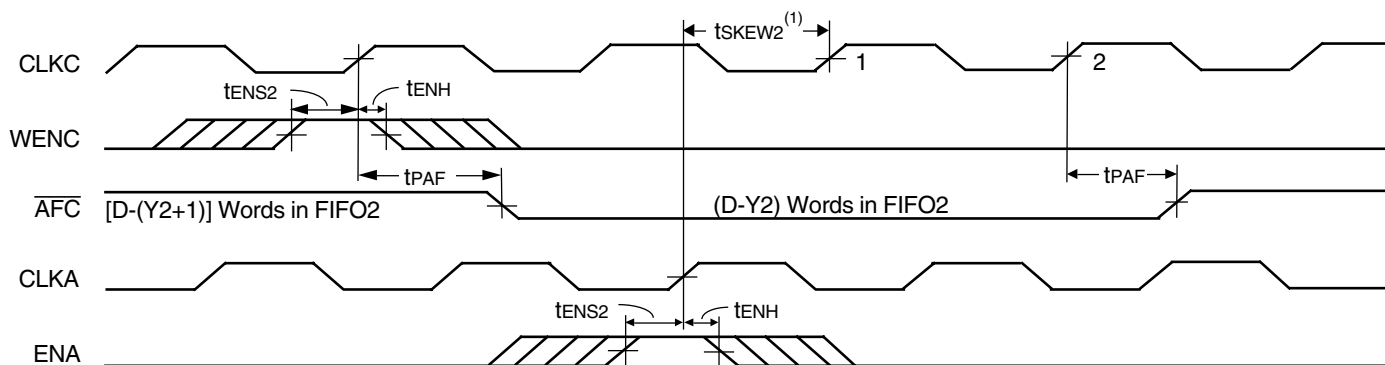 tSKEW2(1)
CLKC
1
2
tENS2
tENH
WENC
tPAF
tPAF
AFC
[D-(Y2+1)] Words in FIFO2
(D-Y2) Words in FIFO2
CLKA
tENS2
tENH
ENA